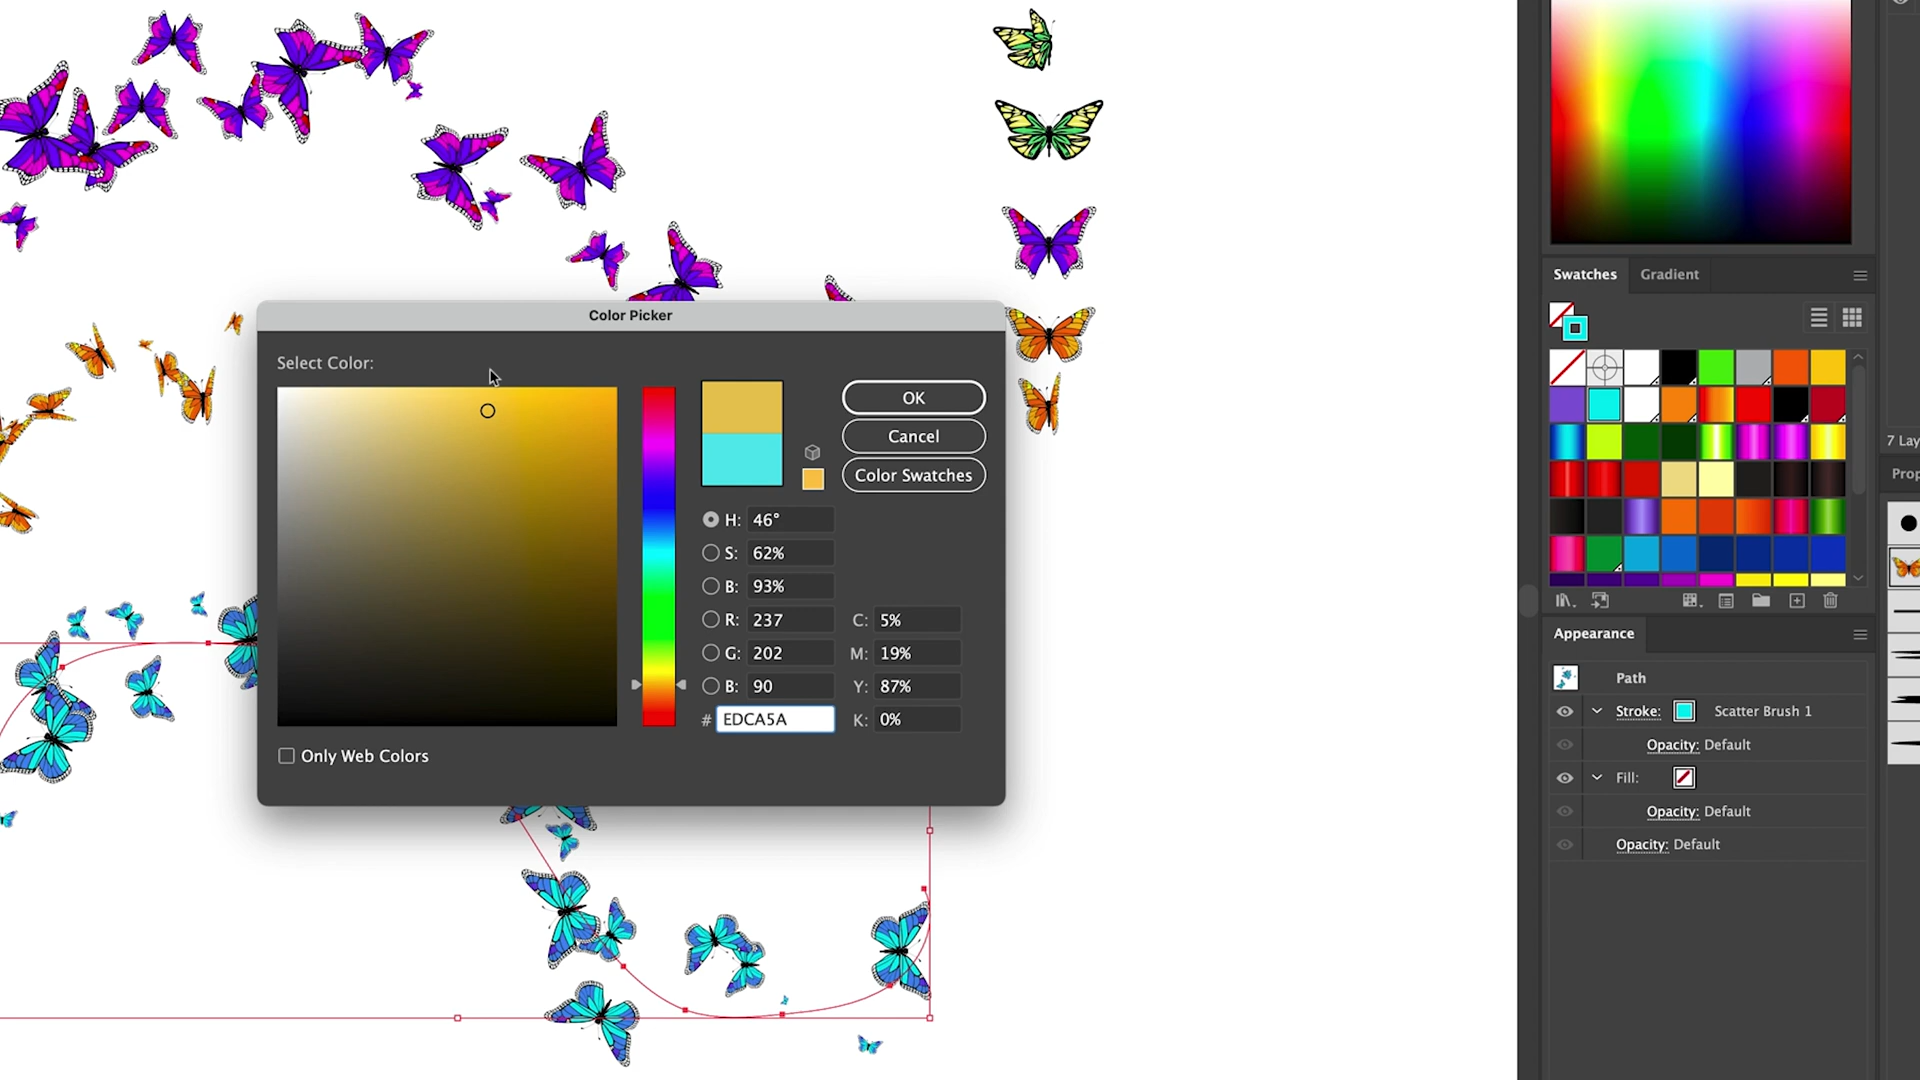 Color Picker
Select Color:
OK
Cancel
Color Swatches
H: 46°
S: 62%
B: 93%
R: 237
G: 202
B: 90
# EDCA5A
C: 5%
M: 19%
Y: 87%
K: 0%
Only Web Colors
Swatches
Gradient
Appearance
Path
Stroke: Scatter Brush 1
Opacity: Default
Fill:
Opacity: Default
Opacity: Default
7 Lay
Prop